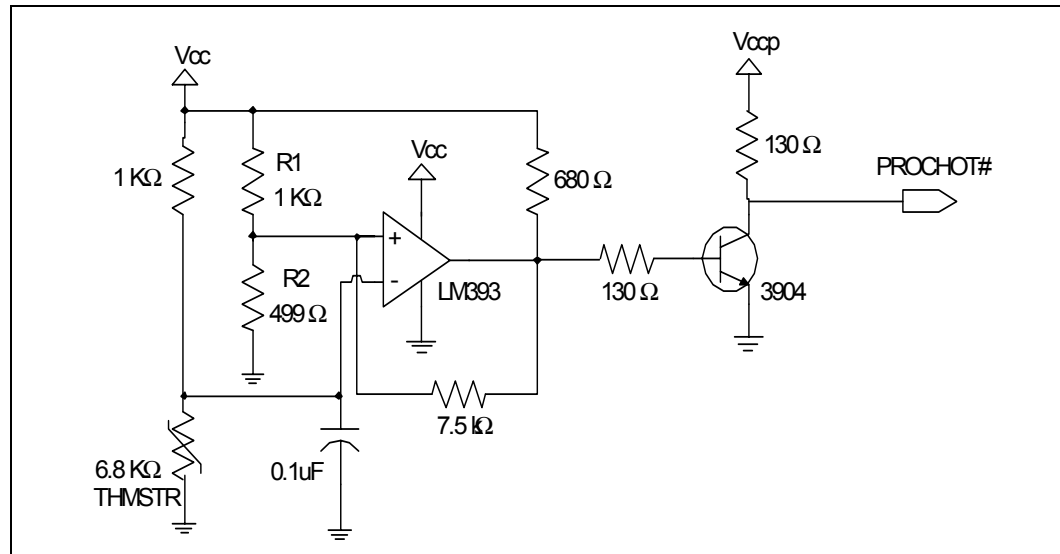 Vcc
Vccp
Vcc
1 KΩ
R1
1 KΩ
680 Ω
130 Ω
PROCHOT#
+
-
LM393
R2
499 Ω
130 Ω
3904
7.5 kΩ
6.8 KΩ
THMSTR
0.1uF